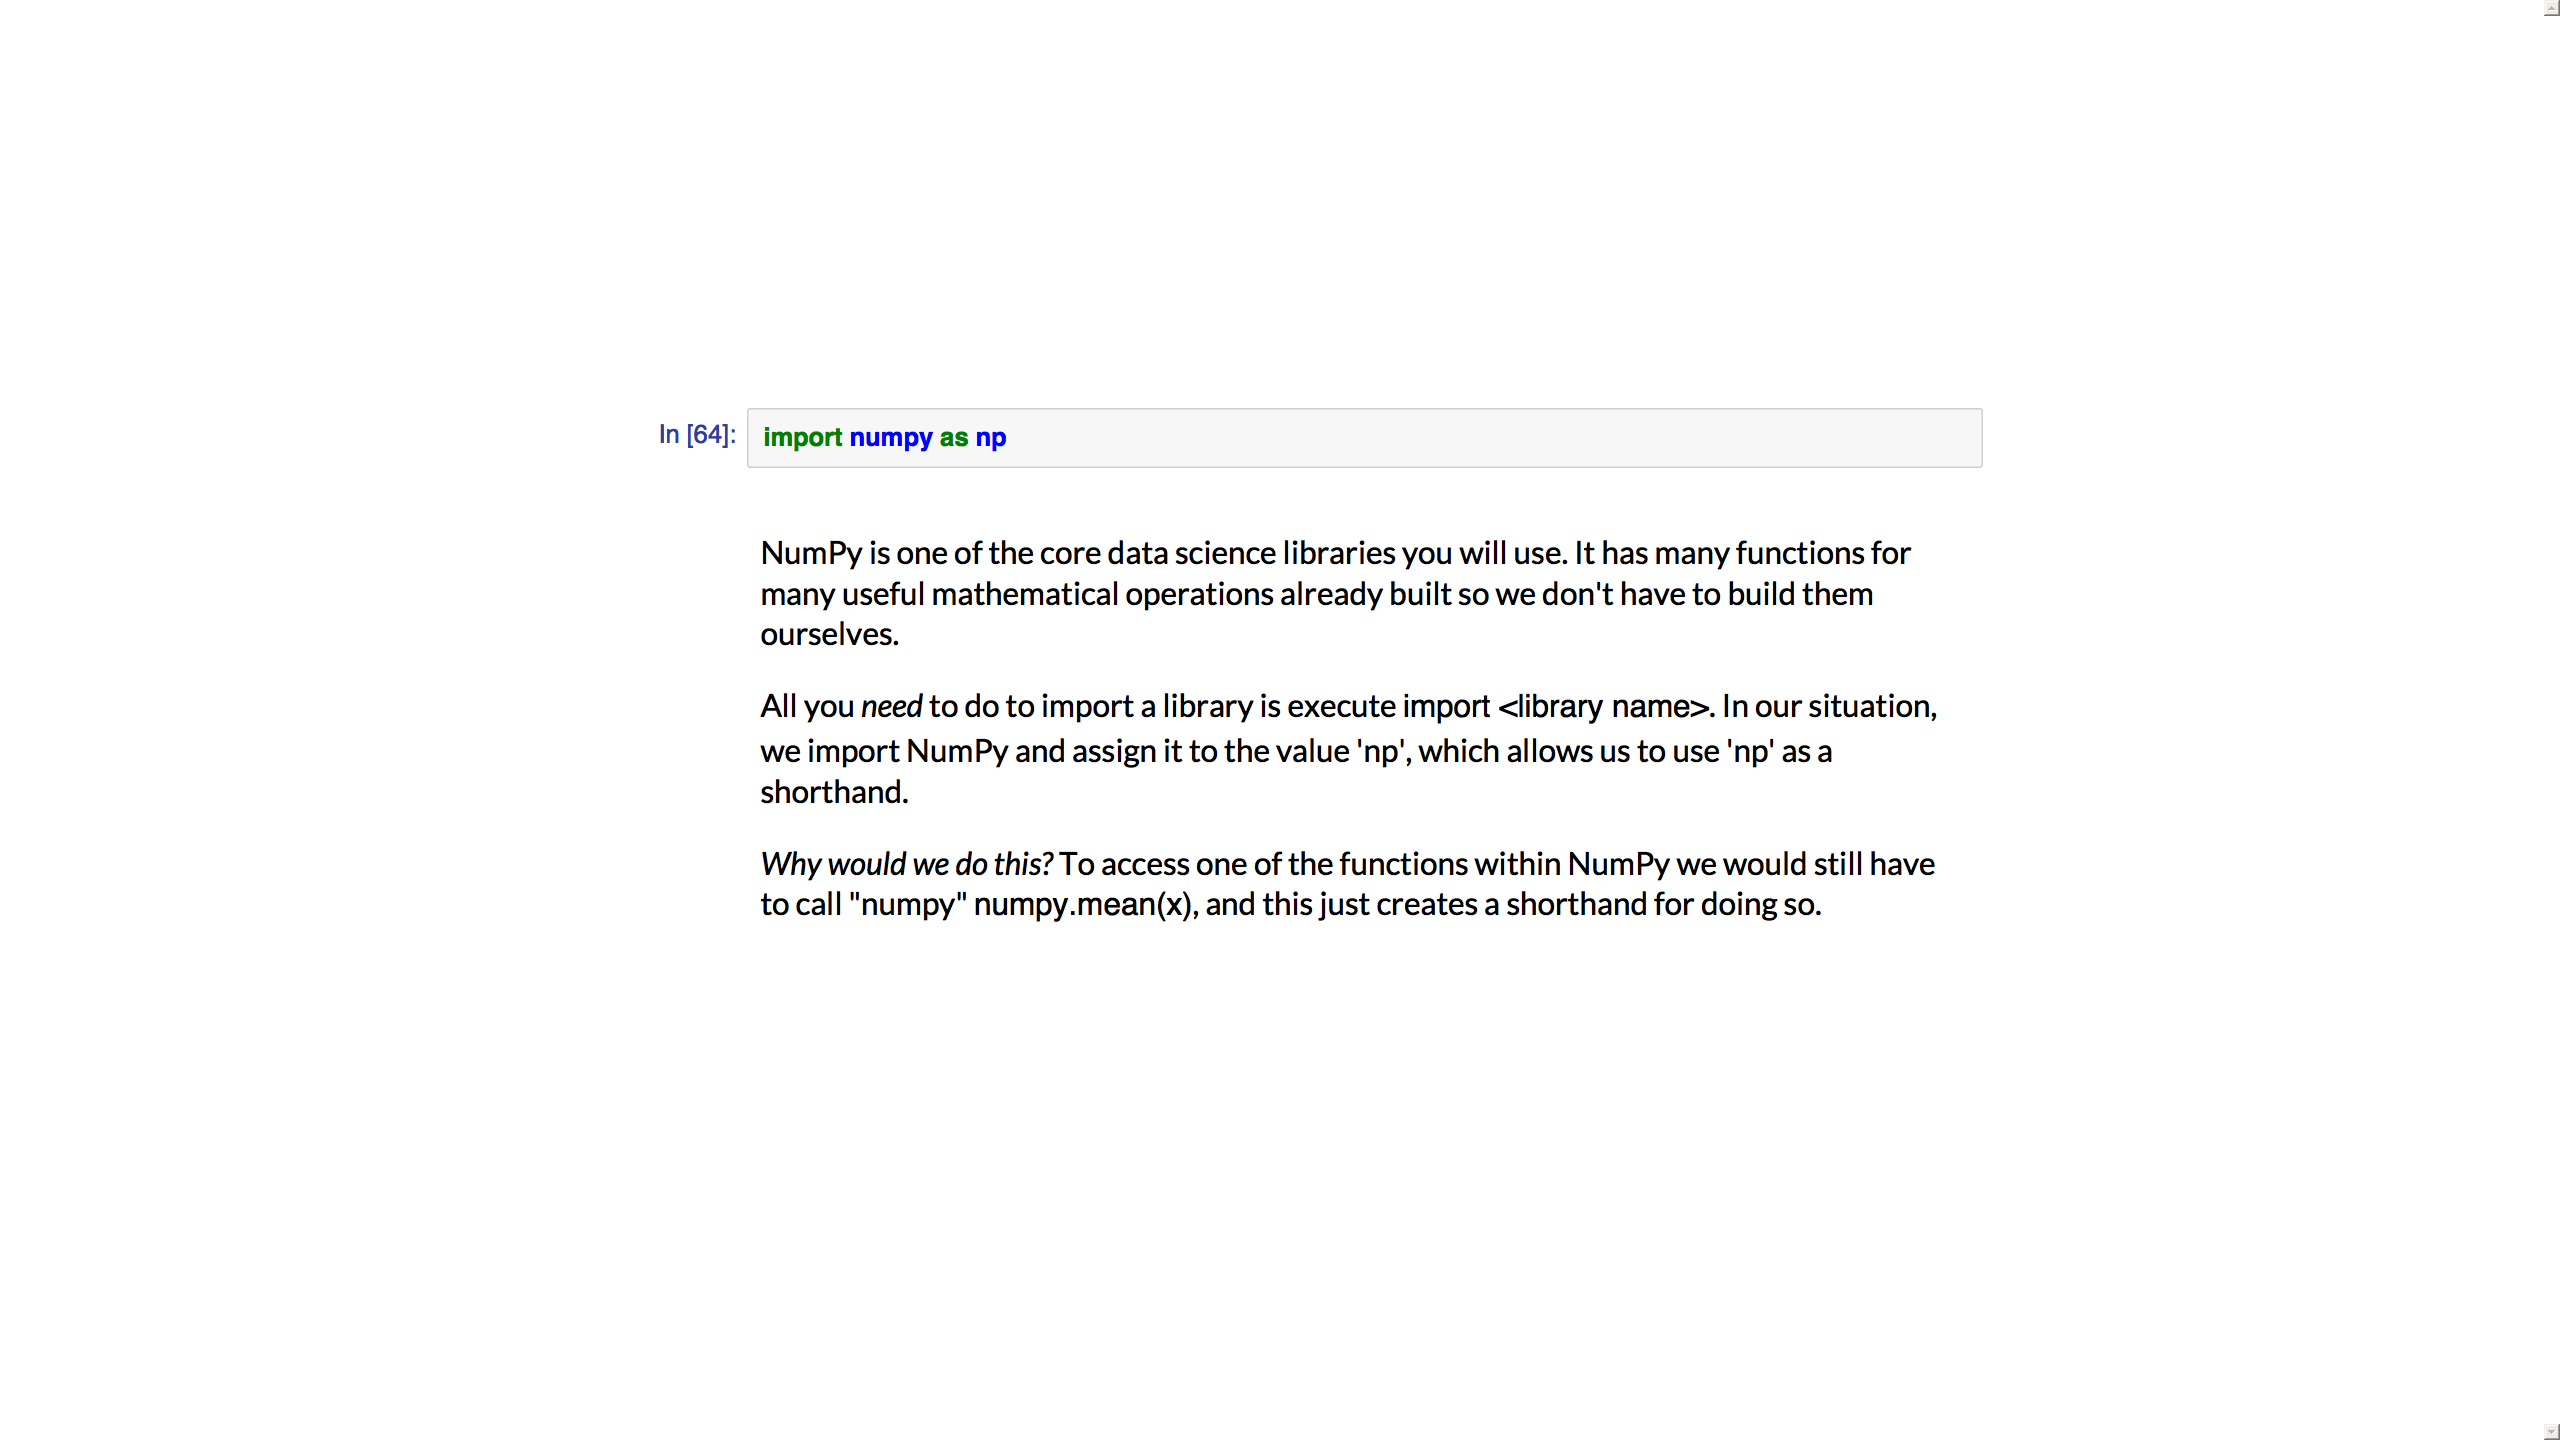 In [64]: import numpy as np
NumPy is one of the core data science libraries you will use. It has many functions for
many useful mathematical operations already built so we don't have to build them
ourselves.
All you need to do to import a library is execute import <library name>. In our situation,
we import NumPy and assign it to the value 'np', which allows us to use 'np' as a
shorthand.
Why would we do this? To access one of the functions within NumPy we would still have
to call "numpy" numpy.mean(x), and this just creates a shorthand for doing so.